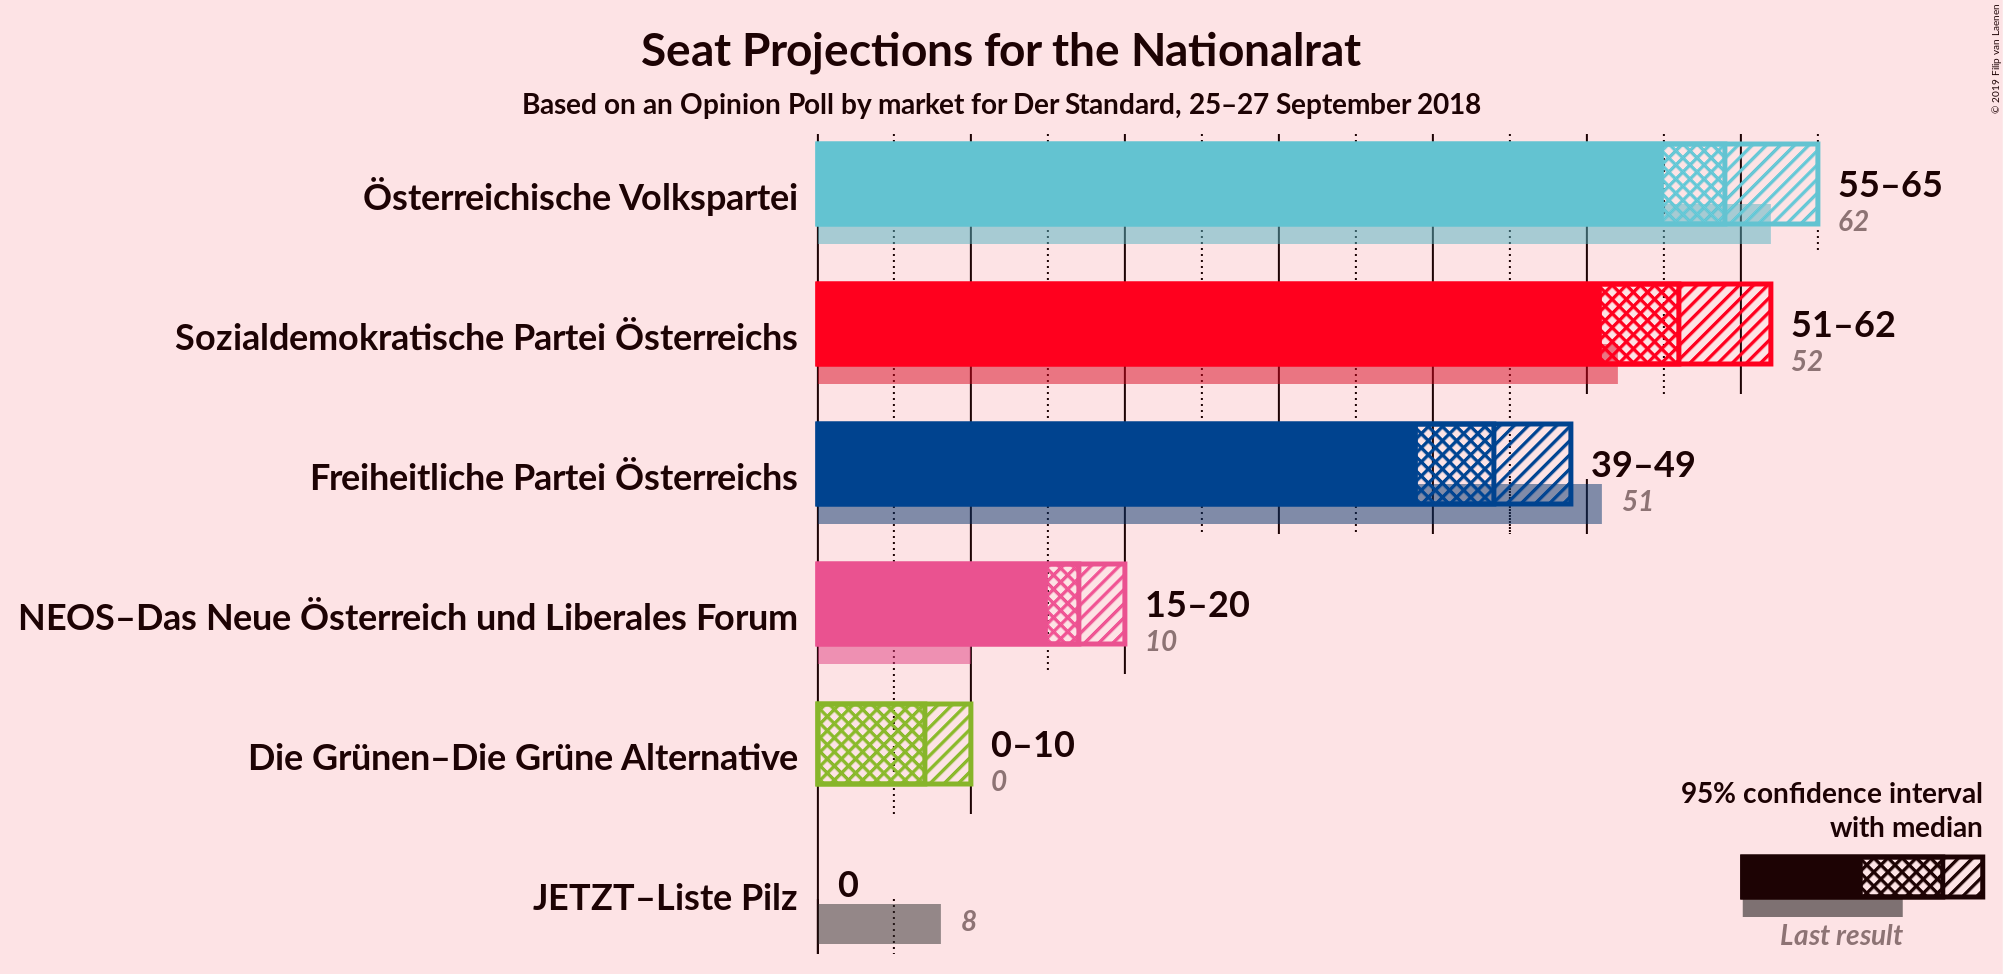 Seat Projections for the Nationalrat
Based on an Opinion Poll by market for Der Standard, 25–27 September 2018
© 2019 Filip van Laenen
Österreichische Volkspartei
55–65
62
Sozialdemokratische Partei Österreichs
51–62
52
Freiheitliche Partei Österreichs
39–49
51
NEOS–Das Neue Österreich und Liberales Forum
15–20
10
Die Grünen–Die Grüne Alternative
0–10
0
JETZT–Liste Pilz
0
8
95% confidence interval
with median
Last result